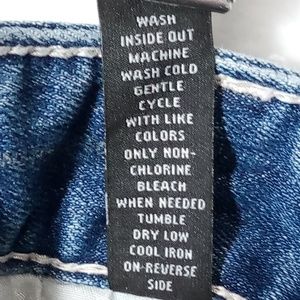 WASH
INSIDE OUT
MACHINE
WASH COLD
GENTLE
CYCLE
WITH LIKE
COLORS
ONLY NON-
CHLORINE
BLEACH
WHEN NEEDED
TUMBLE
DRY LOW
COOL IRON
ON-REVERSE
SIDE